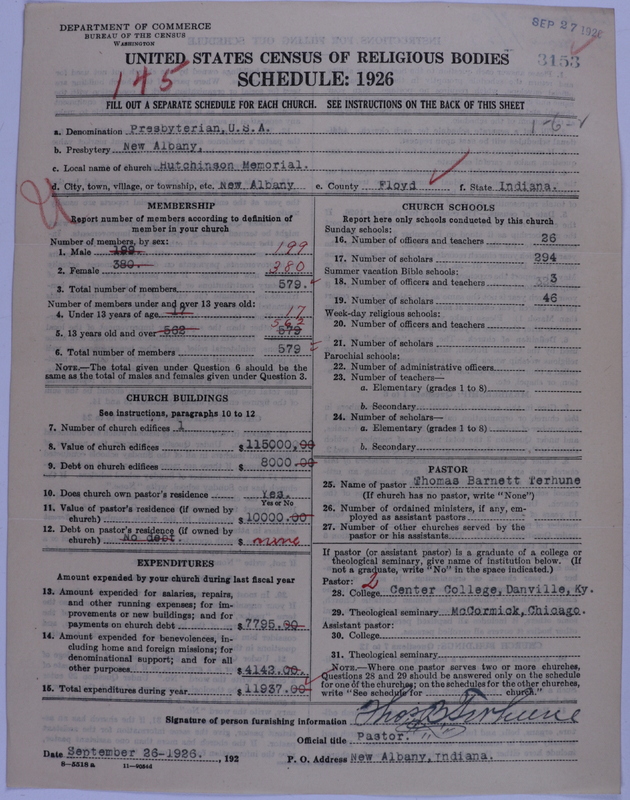 DEPARTMENT OF COMMERCE
BUREAU OF THE CENSUS
WASHINGTON
SEP 27 1926
3153
UNITED STATES CENSUS OF RELIGIOUS BODIES
145
SCHEDULE: 1926
FILL OUT A SEPARATE SCHEDULE FOR EACH CHURCH. SEE INSTRUCTIONS ON THE BACK OF THIS SHEET
a. Denomination Presbyterian, U.S.A.
b. Presbytery New Albany,
c. Local name of church Hutchinson Memorial.
d. City, town, village, or township, etc. New Albany e. County Floyd f. State Indiana.
MEMBERSHIP
Report number of members according to definition of member in your church
Number of members, by sex:
1. Male 199. 199
2. Female 380. 380
3. Total number of members 579.
Number of members under and over 13 years old:
4. Under 13 years of age 17 17
5. 13 years old and over 562 579 562
6. Total number of members 579
NOTE.—The total given under Question 6 should be the
same as the total of males and females given under Question 3.
CHURCH BUILDINGS
See instructions, paragraphs 10 to 12
7. Number of church edifices 1
8. Value of church edifices $115000.00
9. Debt on church edifices $ 8000.00
10. Does church own pastor's residence Yes.
Yes or No
11. Value of pastor's residence (if owned by
church) $10000.00
12. Debt on pastor's residence (if owned by
church) No debt. $ none
EXPENDITURES
Amount expended by your church during last fiscal year
13. Amount expended for salaries, repairs,
and other running expenses; for im-
provements or new buildings; and for
payments on church debt $7795.00
14. Amount expended for benevolences, in-
cluding home and foreign missions; for
denominational support; and for all
other purposes $4142.00.
15. Total expenditures during year $11937.00
CHURCH SCHOOLS
Report here only schools conducted by this church
Sunday schools:
16. Number of officers and teachers 26
17. Number of scholars 294
Summer vacation Bible schools:
18. Number of officers and teachers 3
19. Number of scholars 46
Week-day religious schools:
20. Number of officers and teachers
21. Number of scholars
Parochial schools:
22. Number of administrative officers
23. Number of teachers—
a. Elementary (grades 1 to 8)
b. Secondary
24. Number of scholars—
a. Elementary (grades 1 to 8)
b. Secondary
PASTOR
25. Name of pastor Thomas Barnett Terhune
(If church has no pastor, write "None")
26. Number of ordained ministers, if any, em-
ployed as assistant pastors
27. Number of other churches served by the
pastor or his assistants
If pastor (or assistant pastor) is a graduate of a college or
theological seminary, give name of institution below. (If
not a graduate, write "No" in the space indicated.)
Pastor: 2
28. College Center College, Danville, Ky.
29. Theological seminary McCormick, Chicago.
Assistant pastor:
30. College
31. Theological seminary
NOTE.—Where one pastor serves two or more churches,
Questions 28 and 29 should be answered only on the schedule
for one of the churches; on the schedules for the other churches,
write "See schedule for church."
Signature of person furnishing information Thos B Terhune
Official title Pastor.
Date September 26-1926. , 192
P. O. Address New Albany, Indiana.
8-5518a 11-9054d